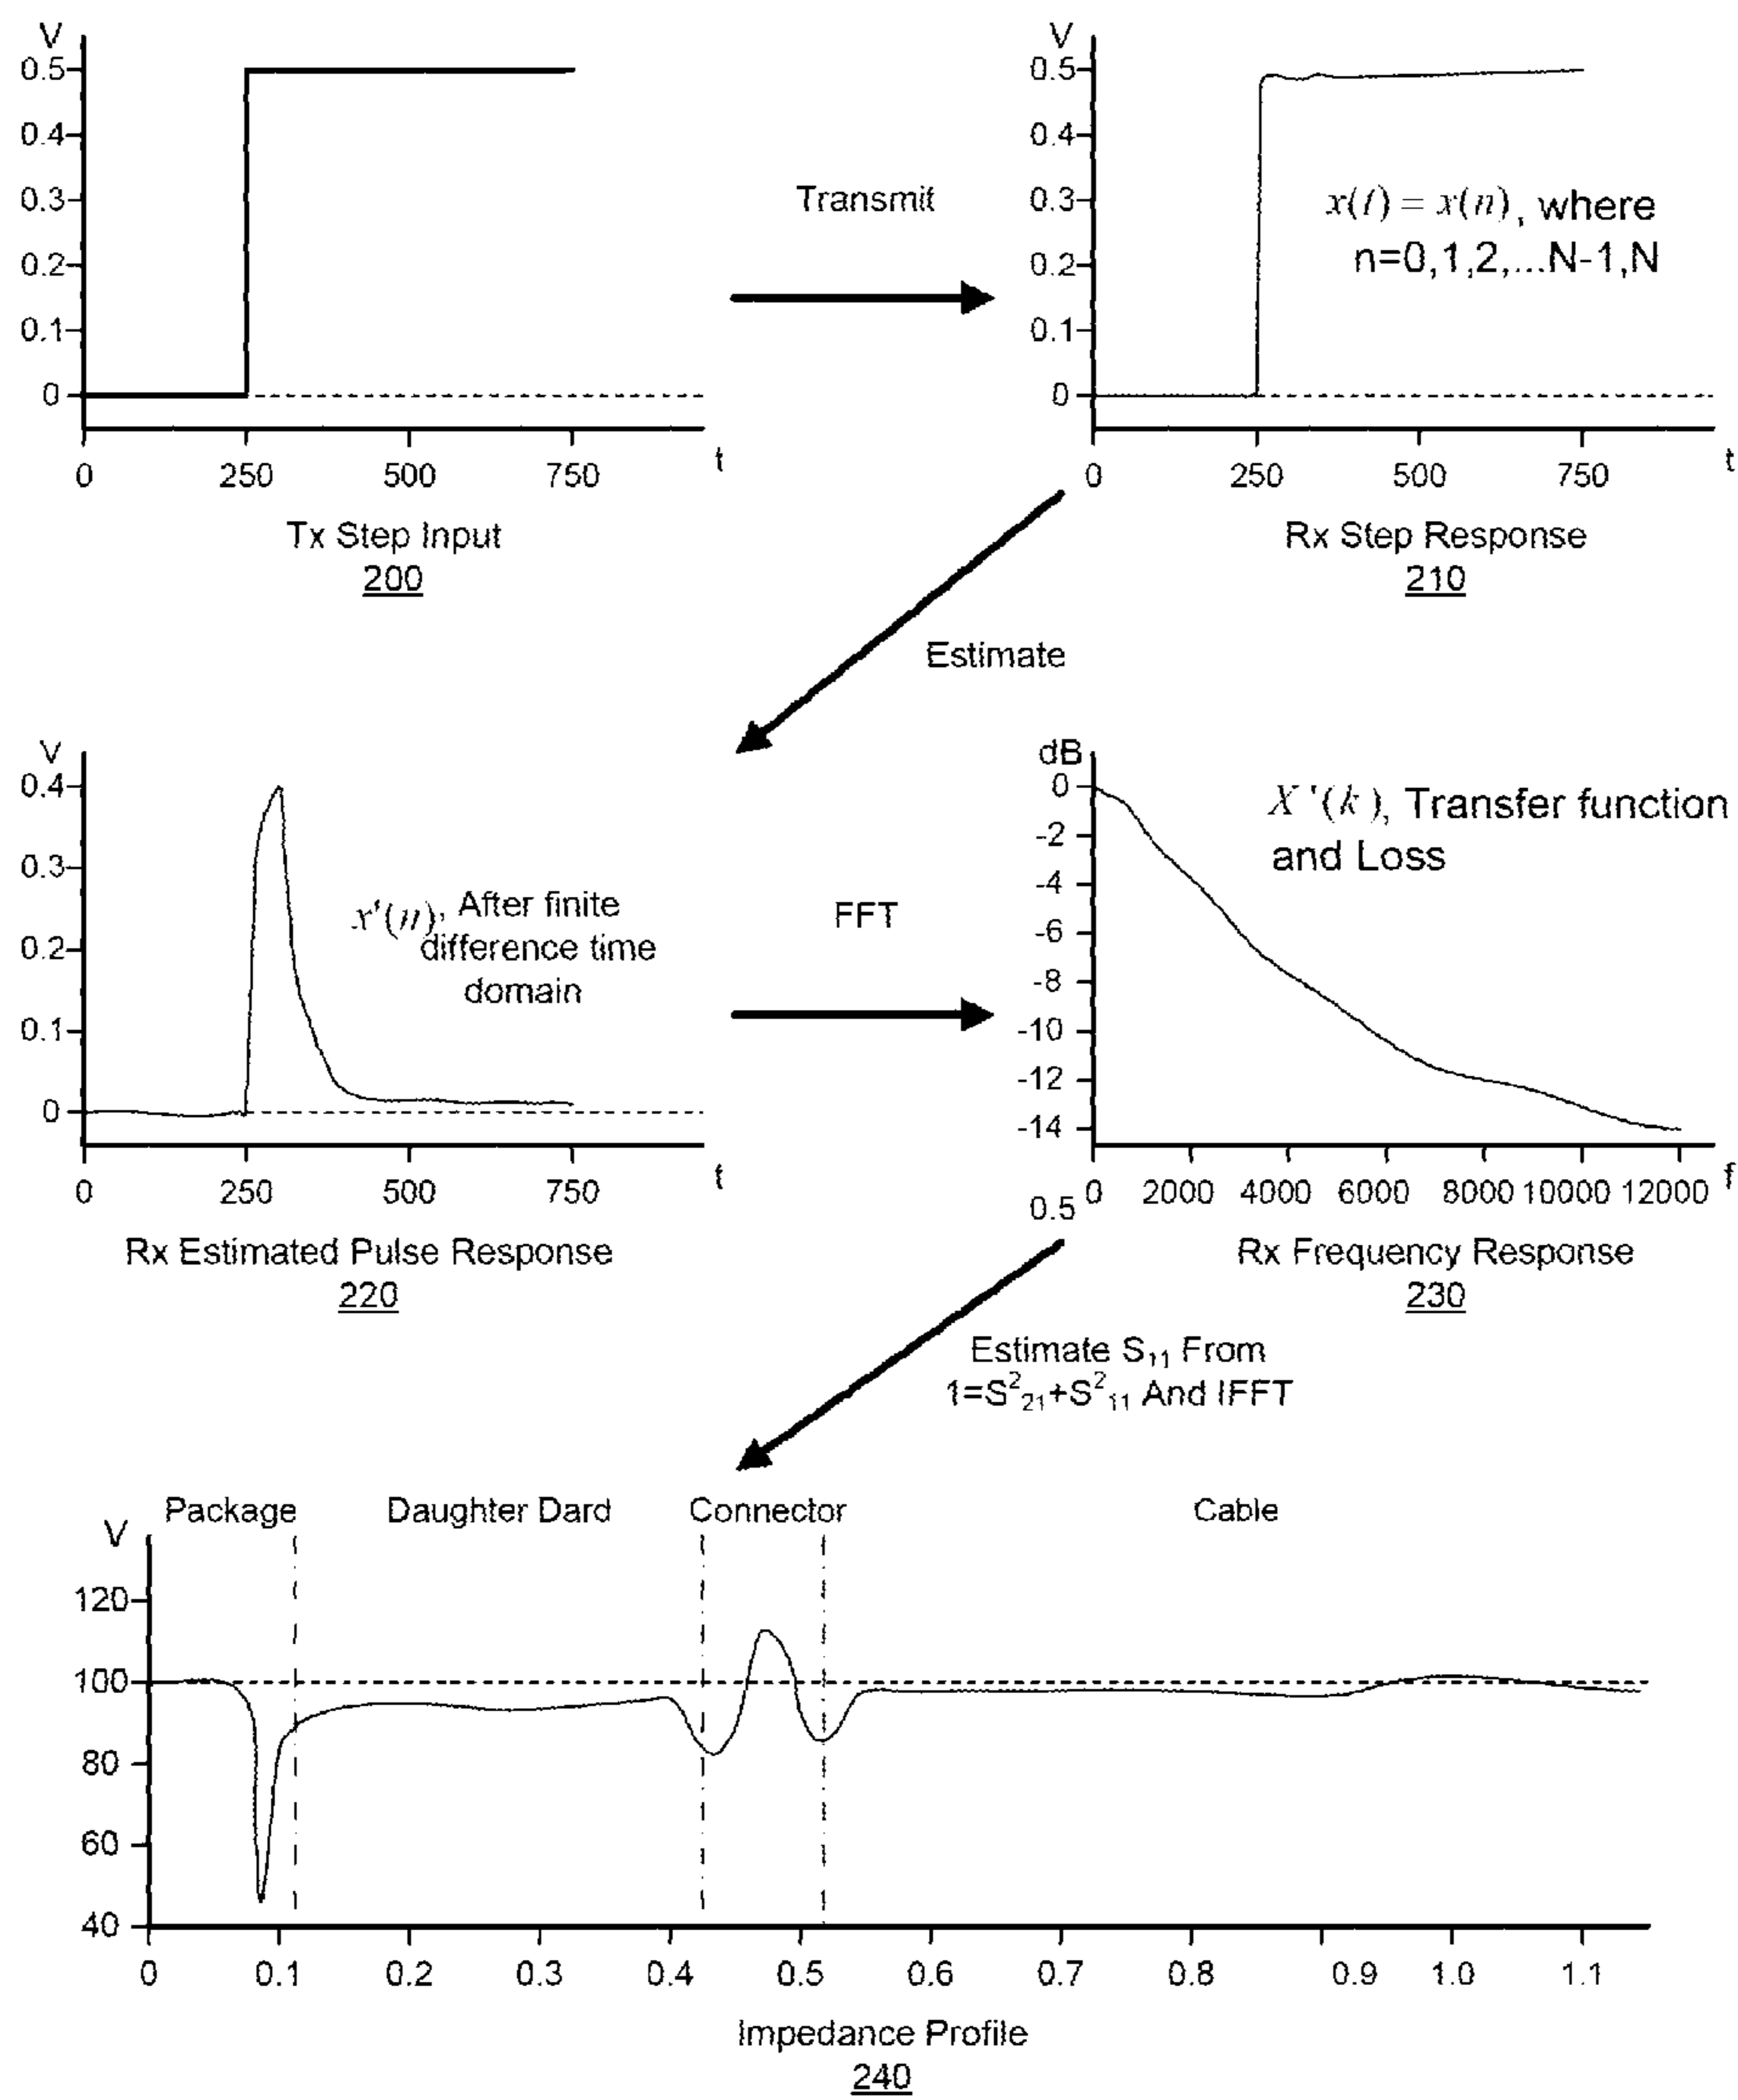 V
0.5
0.4
0.3
0.2
0.1
0
0 250 500 750 t
Tx Step Input
200
Transmit
V
0.5
0.4
0.3
0.2
0.1
0
x(t) = x(n), where
n=0,1,2,...N-1,N
0 250 500 750 t
Rx Step Response
210
Estimate
V
0.4
0.3
0.2
0.1
0
x'(n), After finite
difference time
domain
0 250 500 750 t
Rx Estimated Pulse Response
220
FFT
dB
0
-2
-4
-6
-8
-10
-12
-14
X'(k), Transfer function
and Loss
0.5
0 2000 4000 6000 8000 10000 12000 f
Rx Frequency Response
230
Estimate S₁₁ From
1=S²₂₁+S²₁₁ And IFFT
Package Daughter Dard Connector Cable
V
120
100
80
60
40
0 0.1 0.2 0.3 0.4 0.5 0.6 0.7 0.8 0.9 1.0 1.1
Impedance Profile
240